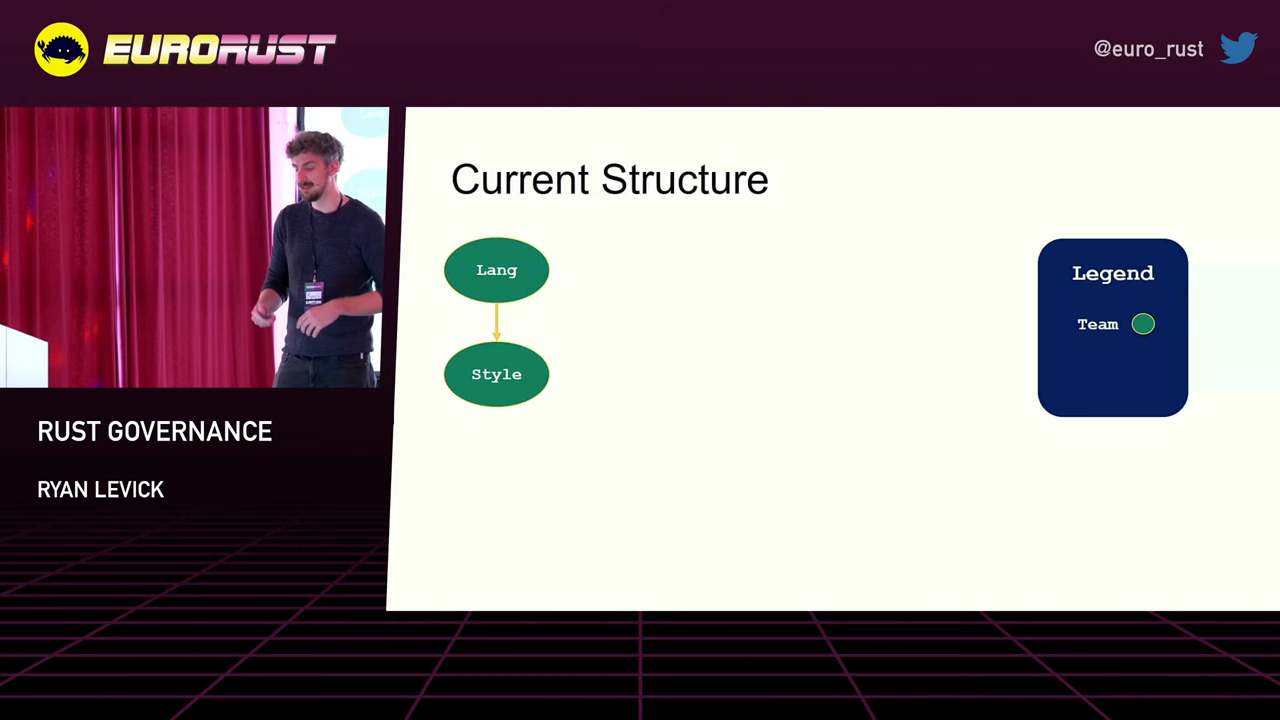 EURORUST
@euro_rust
Current Structure
Lang
Style
Legend
Team
RUST GOVERNANCE
RYAN LEVICK